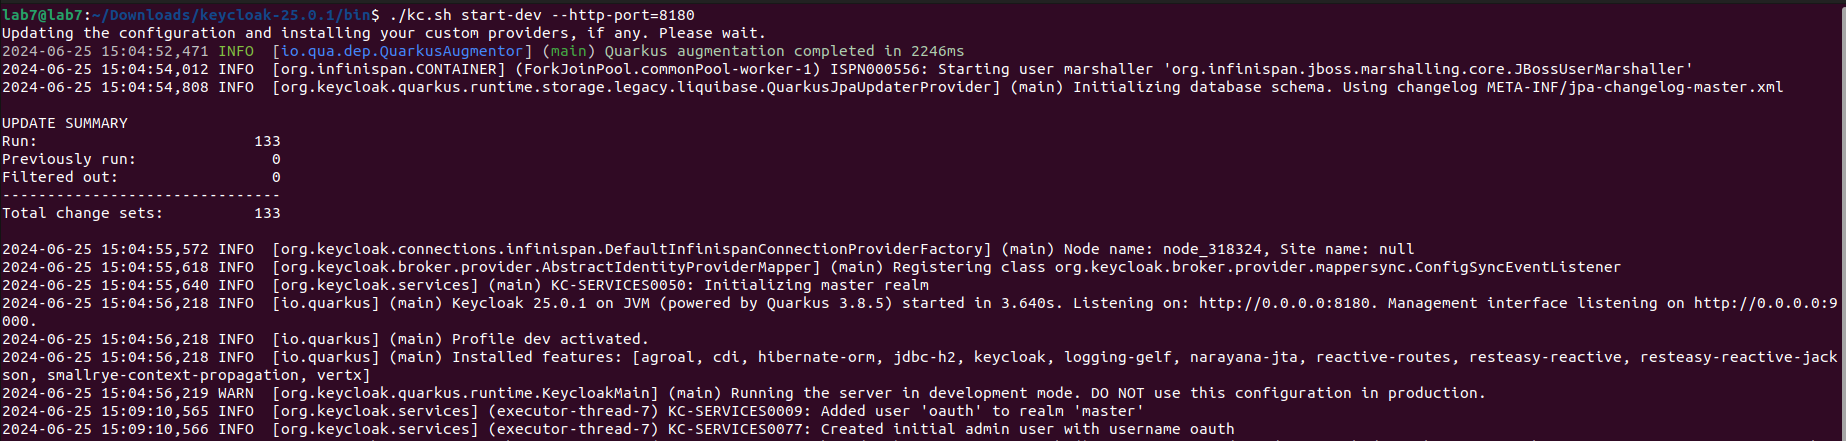 lab7@lab7:~/Downloads/keycloak-25.0.1/bin$ ./kc.sh start-dev --http-port=8180
Updating the configuration and installing your custom providers, if any. Please wait.
2024-06-25 15:04:52,471 INFO  [io.qua.dep.QuarkusAugmentor] (main) Quarkus augmentation completed in 2246ms
2024-06-25 15:04:54,012 INFO  [org.infinispan.CONTAINER] (ForkJoinPool.commonPool-worker-1) ISPN000556: Starting user marshaller 'org.infinispan.jboss.marshalling.core.JBossUserMarshaller'
2024-06-25 15:04:54,808 INFO  [org.keycloak.quarkus.runtime.storage.legacy.liquibase.QuarkusJpaUpdaterProvider] (main) Initializing database schema. Using changelog META-INF/jpa-changelog-master.xml
UPDATE SUMMARY
Run:                        133
Previously run:               0
Filtered out:                 0
-------------------------------
Total change sets:          133
2024-06-25 15:04:55,572 INFO  [org.keycloak.connections.infinispan.DefaultInfinispanConnectionProviderFactory] (main) Node name: node_318324, Site name: null
2024-06-25 15:04:55,618 INFO  [org.keycloak.broker.provider.AbstractIdentityProviderMapper] (main) Registering class org.keycloak.broker.provider.mappersync.ConfigSyncEventListener
2024-06-25 15:04:55,640 INFO  [org.keycloak.services] (main) KC-SERVICES0050: Initializing master realm
2024-06-25 15:04:56,218 INFO  [io.quarkus] (main) Keycloak 25.0.1 on JVM (powered by Quarkus 3.8.5) started in 3.640s. Listening on: http://0.0.0.0:8180. Management interface listening on http://0.0.0.0:9
000.
2024-06-25 15:04:56,218 INFO  [io.quarkus] (main) Profile dev activated.
2024-06-25 15:04:56,218 INFO  [io.quarkus] (main) Installed features: [agroal, cdi, hibernate-orm, jdbc-h2, keycloak, logging-gelf, narayana-jta, reactive-routes, resteasy-reactive, resteasy-reactive-jack
son, smallrye-context-propagation, vertx]
2024-06-25 15:04:56,219 WARN  [org.keycloak.quarkus.runtime.KeycloakMain] (main) Running the server in development mode. DO NOT use this configuration in production.
2024-06-25 15:09:10,565 INFO  [org.keycloak.services] (executor-thread-7) KC-SERVICES0009: Added user 'oauth' to realm 'master'
2024-06-25 15:09:10,566 INFO  [org.keycloak.services] (executor-thread-7) KC-SERVICES0077: Created initial admin user with username oauth